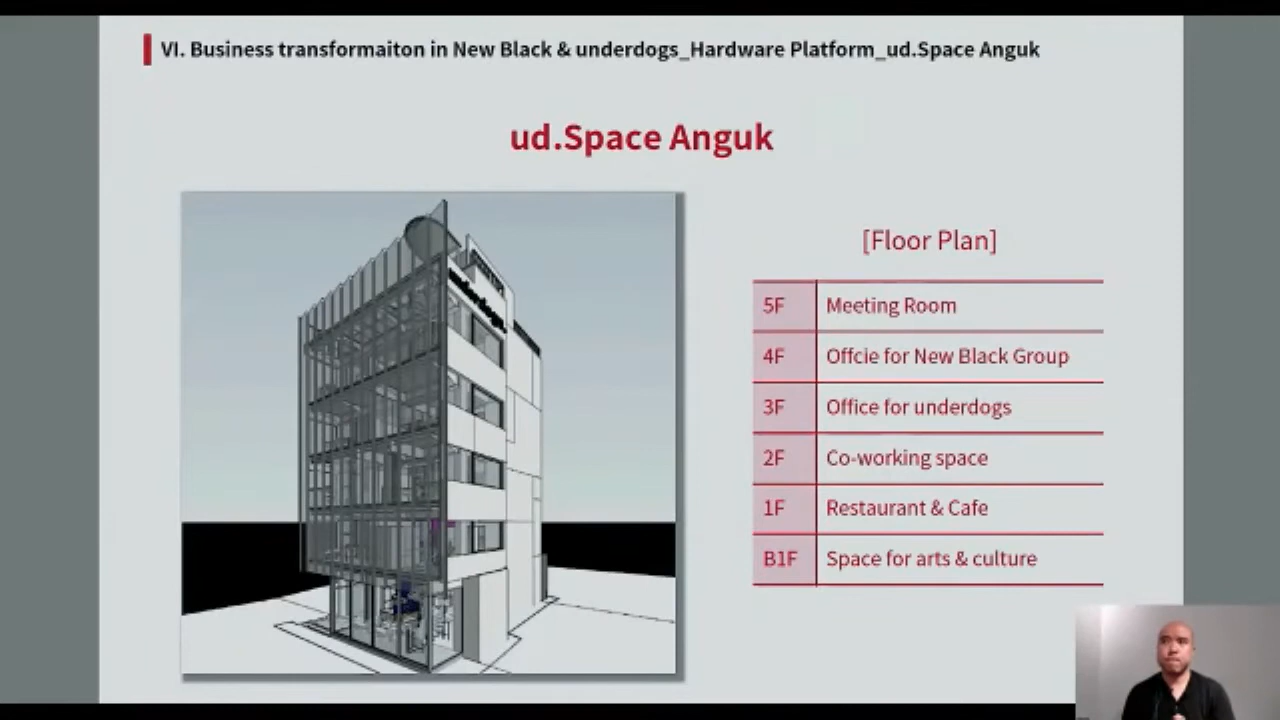 VI. Business transformaiton in New Black & underdogs_Hardware Platform_ud.Space Anguk
ud.Space Anguk
underdogs.
[Floor Plan]
5F Meeting Room
4F Offcie for New Black Group
3F Office for underdogs
2F Co-working space
1F Restaurant & Cafe
B1F Space for arts & culture